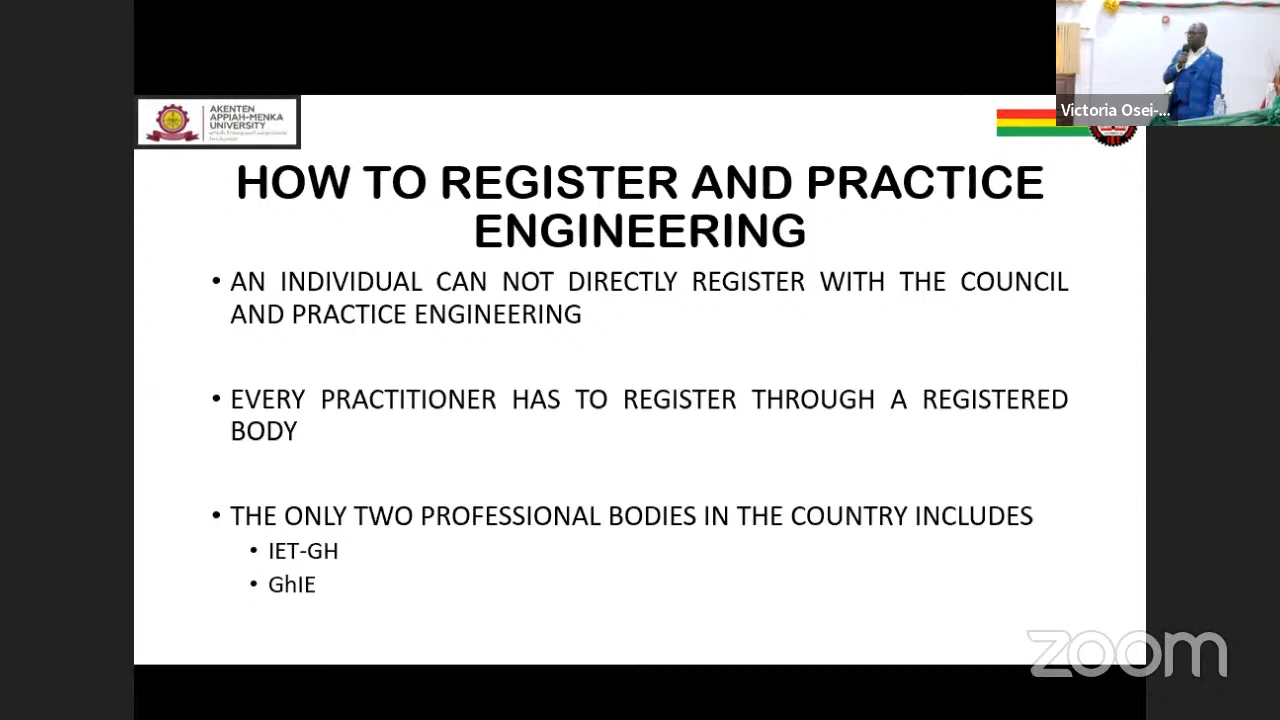 AKENTEN
APPIAH-MENKA
UNIVERSITY
Victoria Osei-...
HOW TO REGISTER AND PRACTICE
ENGINEERING
• AN INDIVIDUAL CAN NOT DIRECTLY REGISTER WITH THE COUNCIL
AND PRACTICE ENGINEERING
• EVERY PRACTITIONER HAS TO REGISTER THROUGH A REGISTERED
BODY
• THE ONLY TWO PROFESSIONAL BODIES IN THE COUNTRY INCLUDES
• IET-GH
• GhIE
zoom